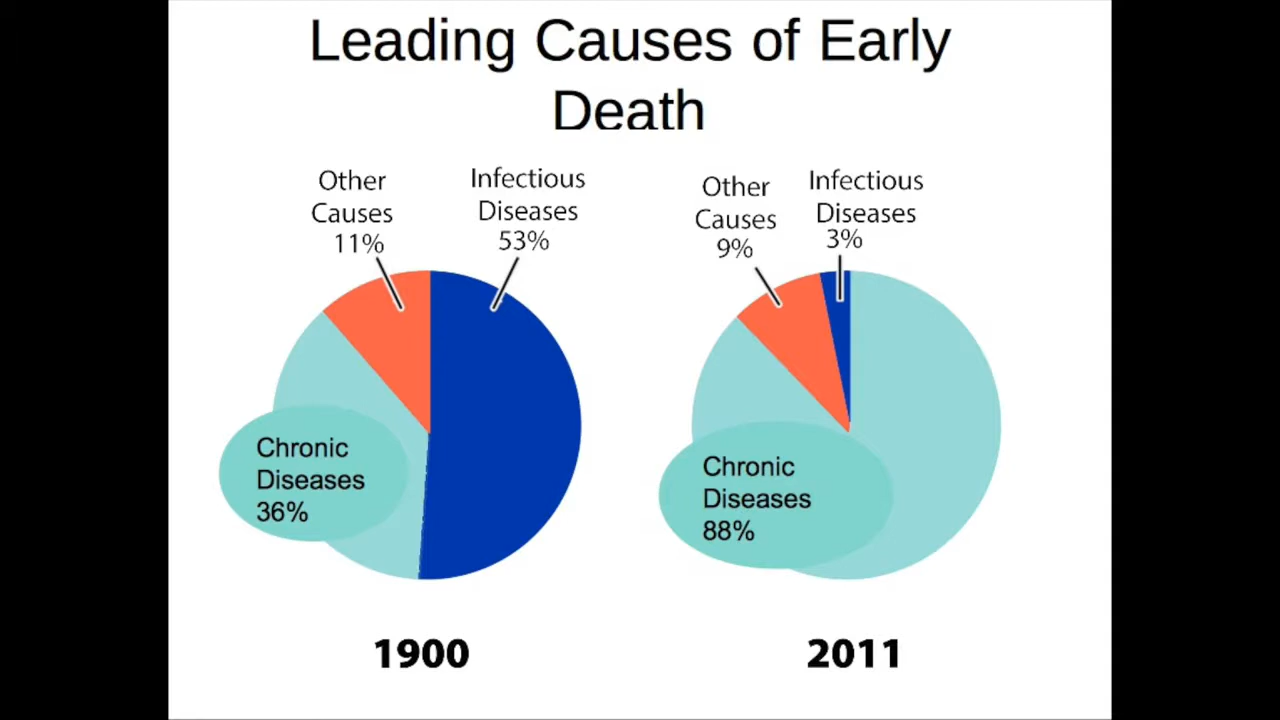 Leading Causes of Early
Death
Other
Causes
11%
Infectious
Diseases
53%
Chronic
Diseases
36%
1900
Other
Causes
9%
Infectious
Diseases
3%
Chronic
Diseases
88%
2011